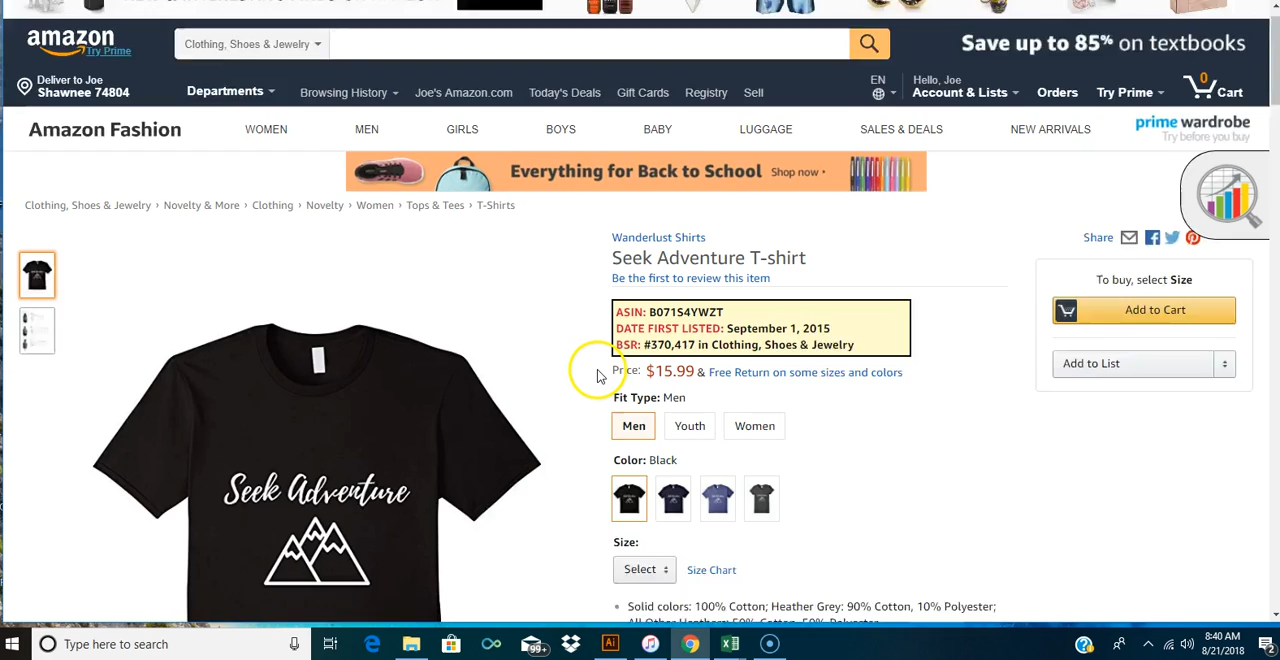 amazon
Try Prime
Clothing, Shoes & Jewelry
Save up to 85% on textbooks
Deliver to Joe
Shawnee 74804
Departments
Browsing History
Joe's Amazon.com
Today's Deals
Gift Cards
Registry
Sell
EN
Hello, Joe
Account & Lists
Orders
Try Prime
0
Cart
Amazon Fashion
WOMEN
MEN
GIRLS
BOYS
BABY
LUGGAGE
SALES & DEALS
NEW ARRIVALS
prime wardrobe
Try before you buy
Everything for Back to School Shop now
Clothing, Shoes & Jewelry › Novelty & More › Clothing › Novelty › Women › Tops & Tees › T-Shirts
Wanderlust Shirts
Share
Seek Adventure T-shirt
Be the first to review this item
To buy, select Size
Add to Cart
Add to List
ASIN: B071S4YWZT
DATE FIRST LISTED: September 1, 2015
BSR: #370,417 in Clothing, Shoes & Jewelry
Price: $15.99 & Free Return on some sizes and colors
Fit Type: Men
Men
Youth
Women
Color: Black
Seek Adventure
Size:
Select
Size Chart
Solid colors: 100% Cotton; Heather Grey: 90% Cotton, 10% Polyester;
Type here to search
99+
Ai
8:40 AM
8/21/2018
2